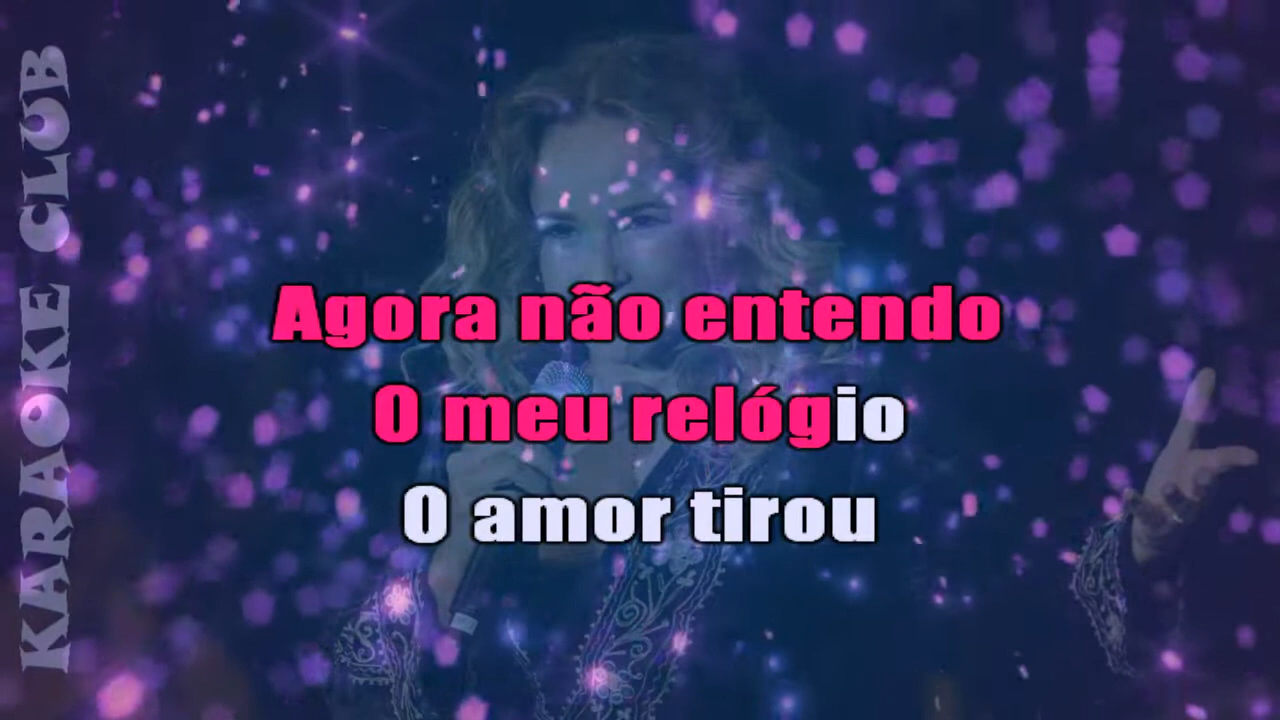 KARAOKE CLUB
Agora não entendo
O meu relógio
O amor tirou